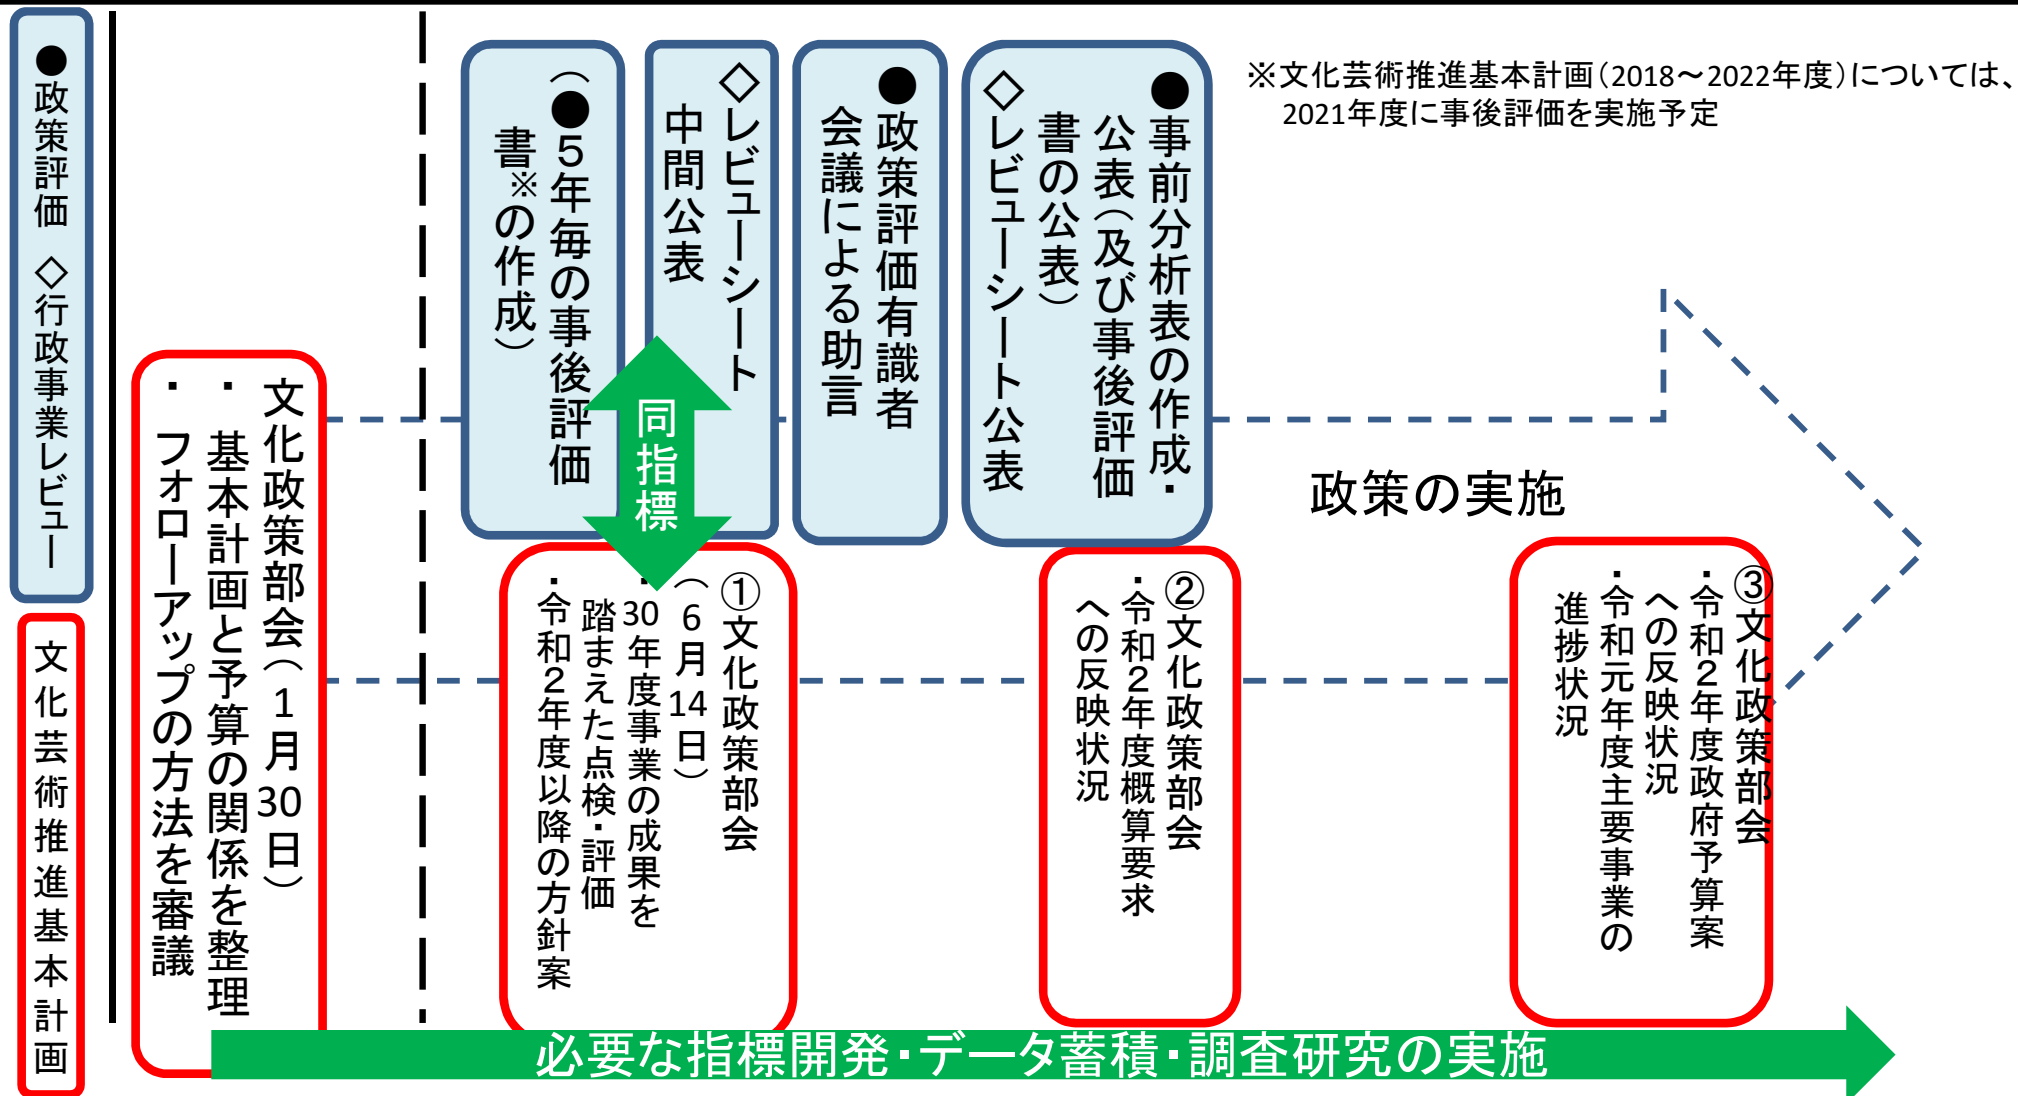 ●政策評価 ◇行政事業レビュー
文化芸術推進基本計画
文化政策部会(1月30日)
・ 基本計画と予算の関係を整理
・ フォローアップの方法を審議
(●5年毎の事後評価
書※の作成)
◇レビューシート
中間公表
●政策評価有識者
会議による助言
●事前分析表の作成・
公表(及び事後評価
書の公表)
◇レビューシート公表
※文化芸術推進基本計画(2018~2022年度)については、
2021年度に事後評価を実施予定
同指標
政策の実施
①文化政策部会
(6月14日)
・30年度事業の成果を
踏まえた点検・評価
・令和2年度以降の方針案
②文化政策部会
・令和2年度概算要求
への反映状況
③文化政策部会
・令和2年度政府予算案
への反映状況
・令和元年度主要事業の
進捗状況
必要な指標開発・データ蓄積・調査研究の実施